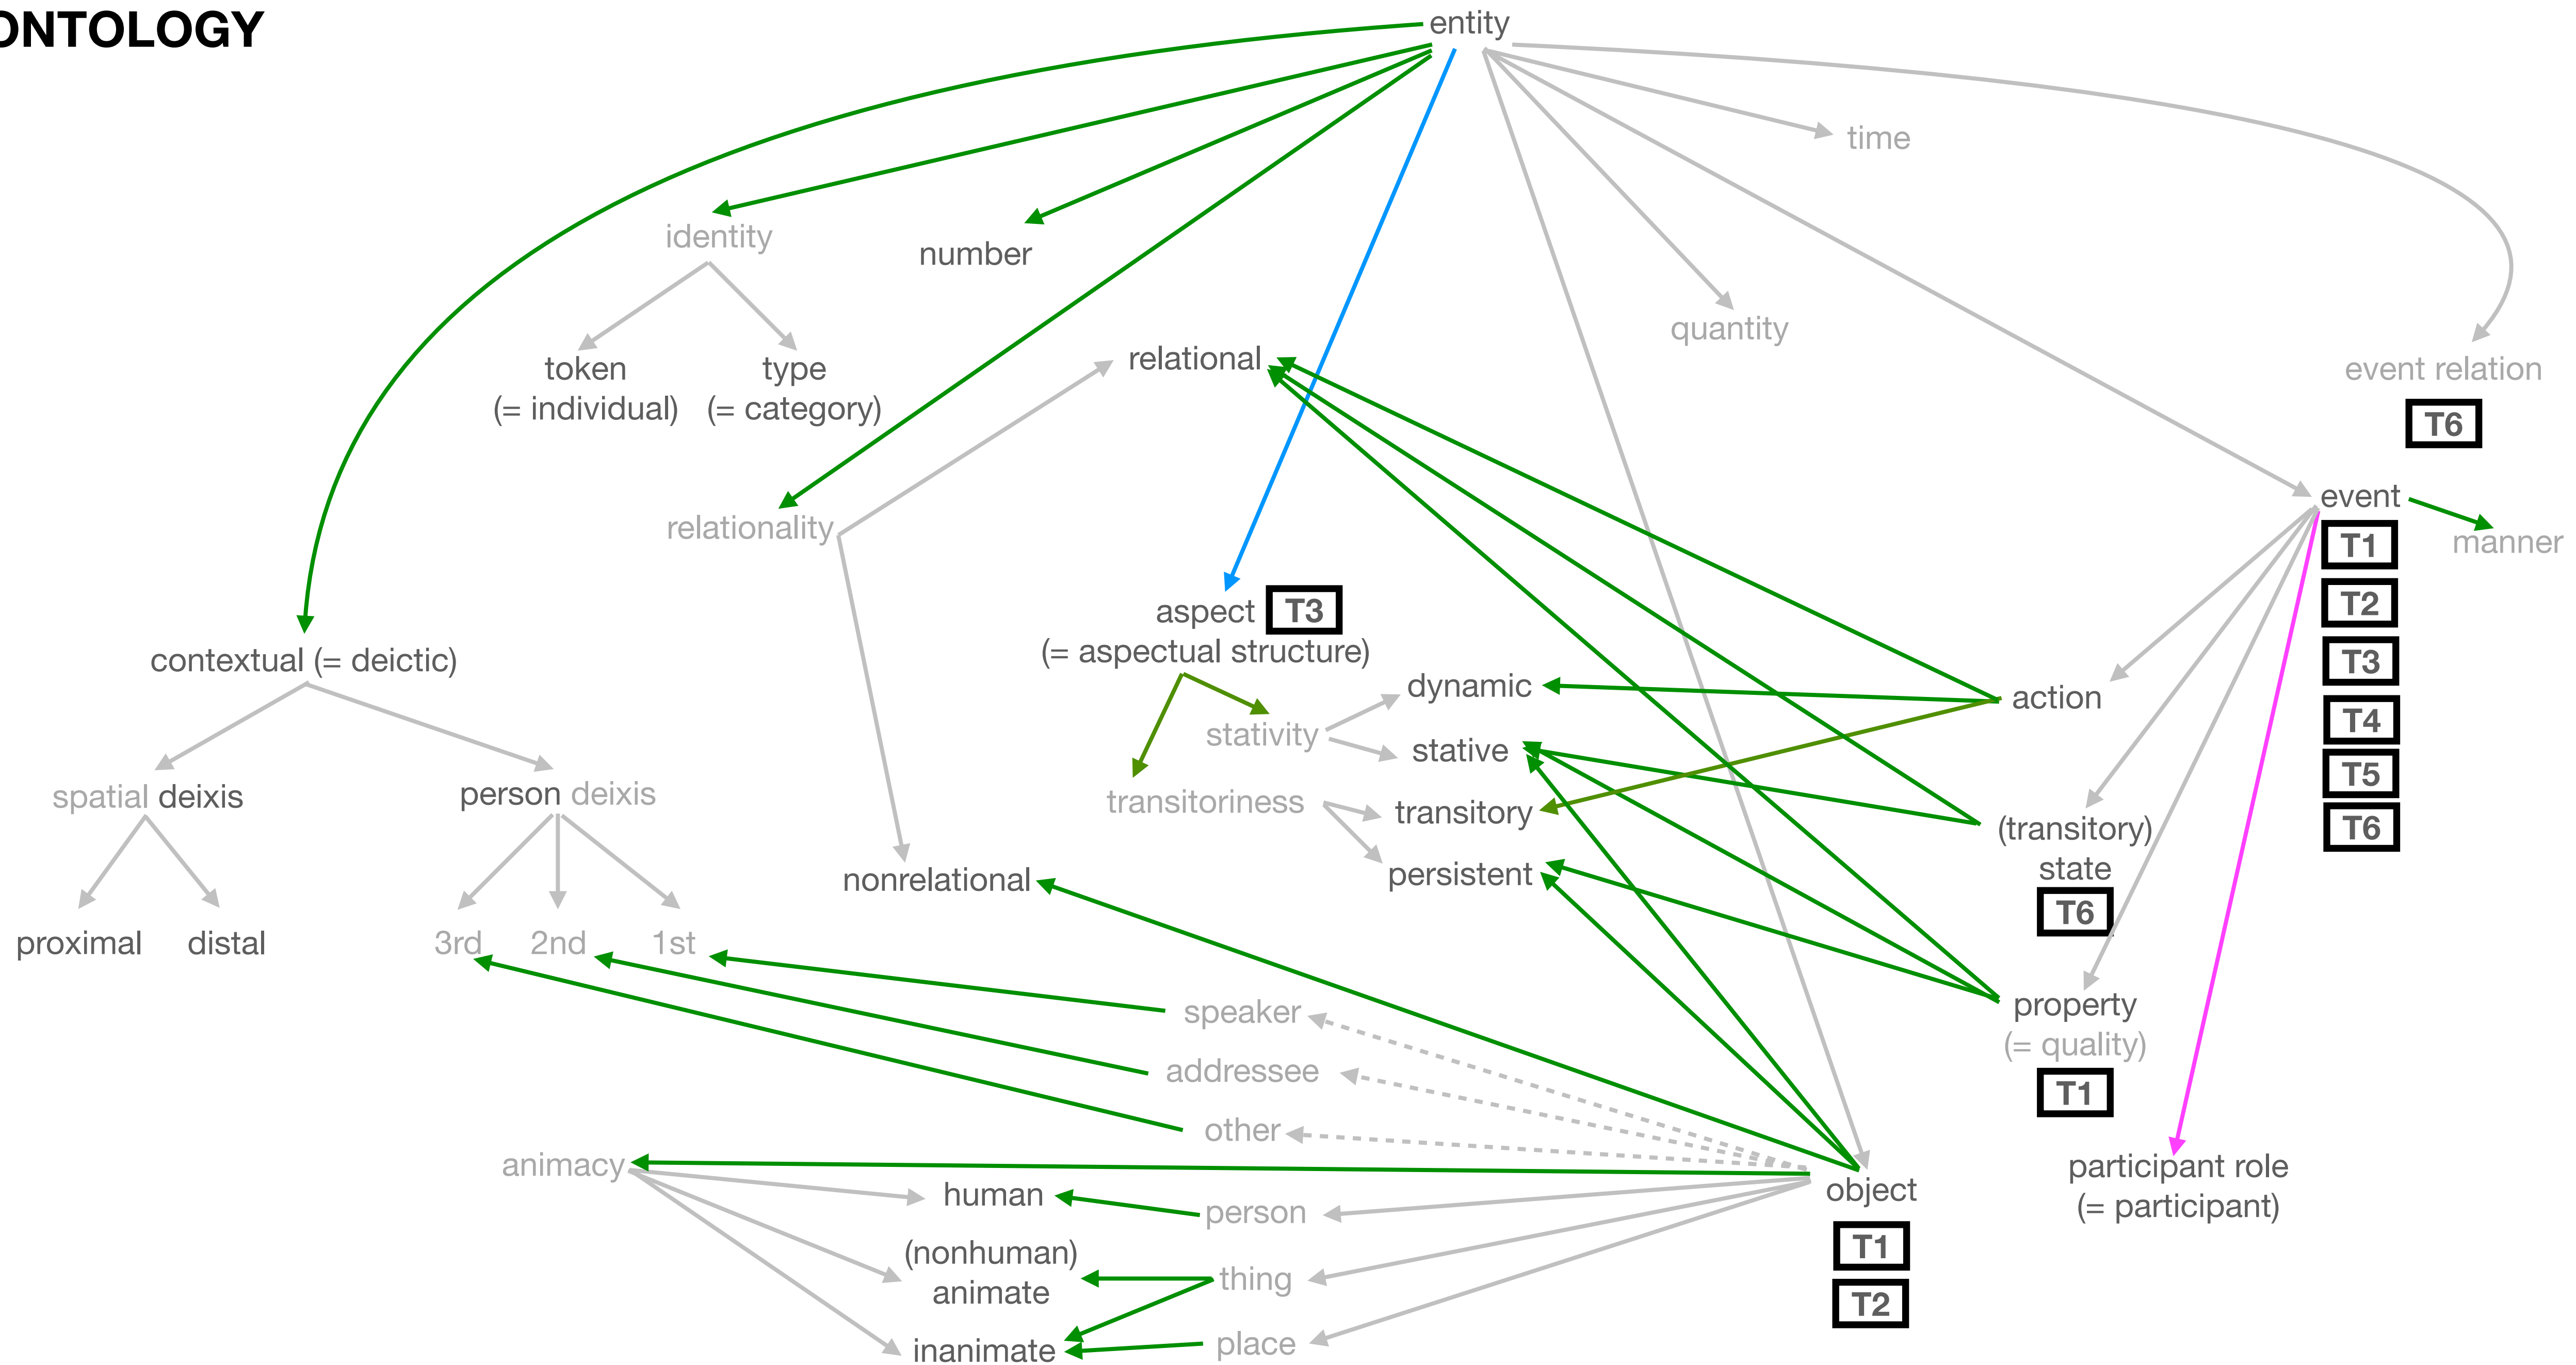 ONTOLOGY
entity
time
identity
number
quantity
relational
token
(= individual)
type
(= category)
event relation
T6
relationality
event
manner
T1
T2
T3
T4
T5
T6
aspect T3
(= aspectual structure)
contextual (= deictic)
dynamic
action
stativity
stative
spatial deixis
person deixis
transitoriness
transitory
persistent
(transitory)
state
T6
nonrelational
proximal
distal
3rd
2nd
1st
speaker
property
(= quality)
T1
addressee
other
animacy
human
person
object
T1
T2
participant role
(= participant)
(nonhuman)
animate
thing
inanimate
place